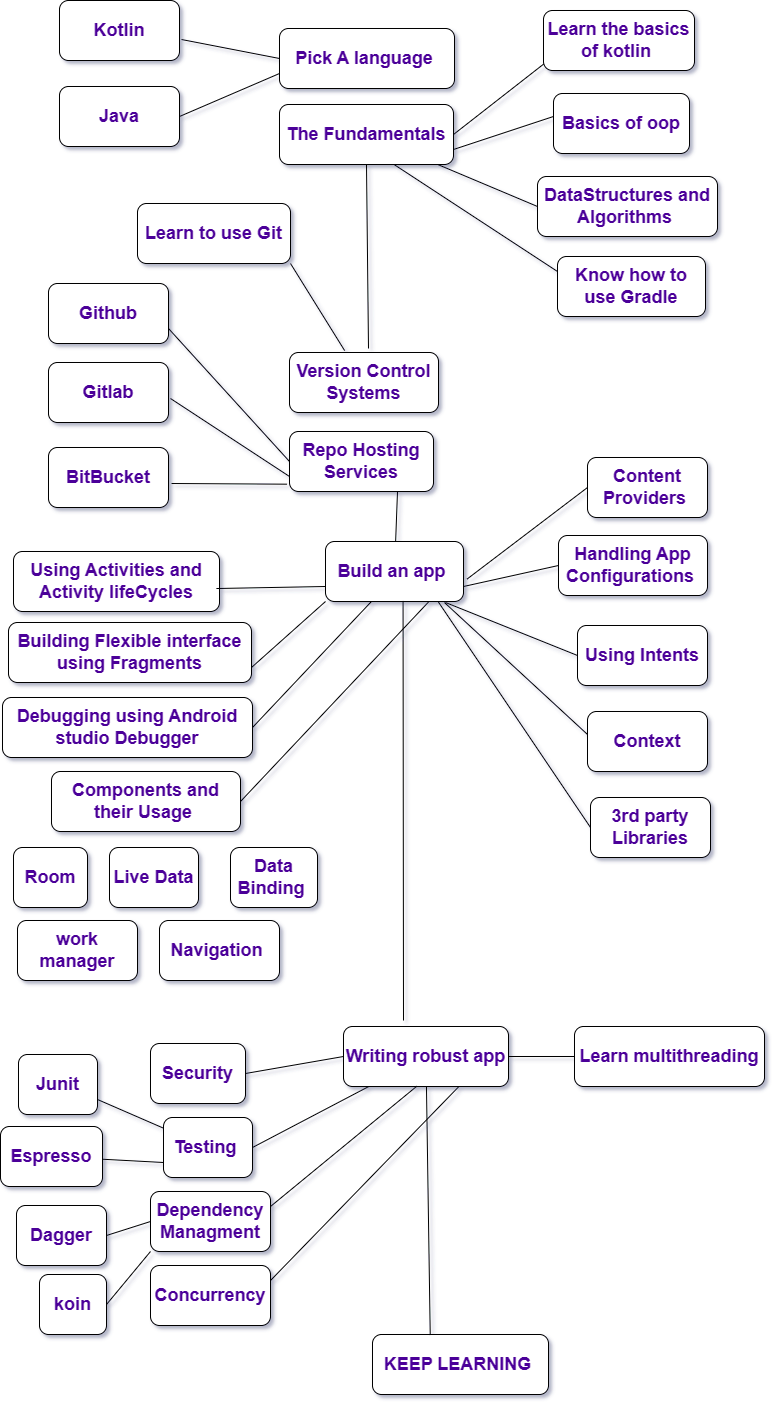 Kotlin
Pick A language
Java
The Fundamentals
Learn the basics
of kotlin
Basics of oop
DataStructures and
Algorithms
Know how to
use Gradle
Learn to use Git
Version Control
Systems
Github
Gitlab
BitBucket
Repo Hosting
Services
Build an app
Content
Providers
Handling App
Configurations
Using Intents
Context
3rd party
Libraries
Using Activities and
Activity lifeCycles
Building Flexible interface
using Fragments
Debugging using Android
studio Debugger
Components and
their Usage
Room
Live Data
Data
Binding
work
manager
Navigation
Writing robust app
Learn multithreading
Security
Junit
Testing
Espresso
Dependency
Managment
Dagger
koin
Concurrency
KEEP LEARNING